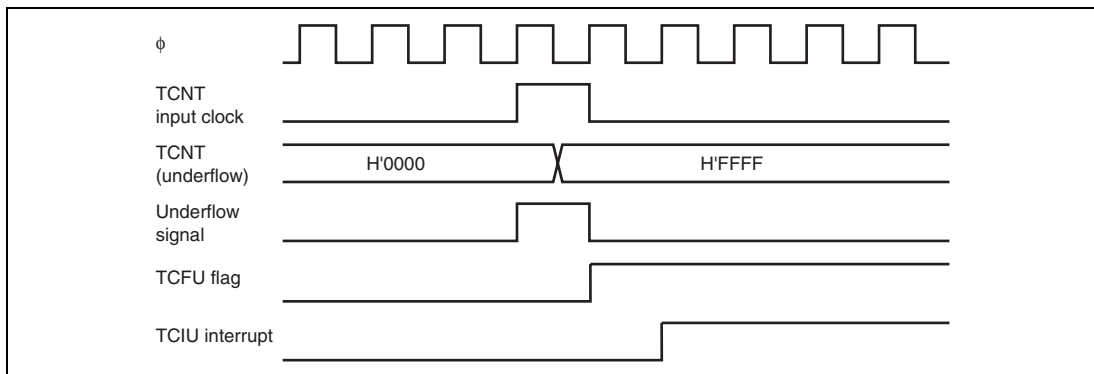 ϕ
TCNT
input clock
TCNT
(underflow)
H'0000 H'FFFF
Underflow
signal
TCFU flag
TCIU interrupt